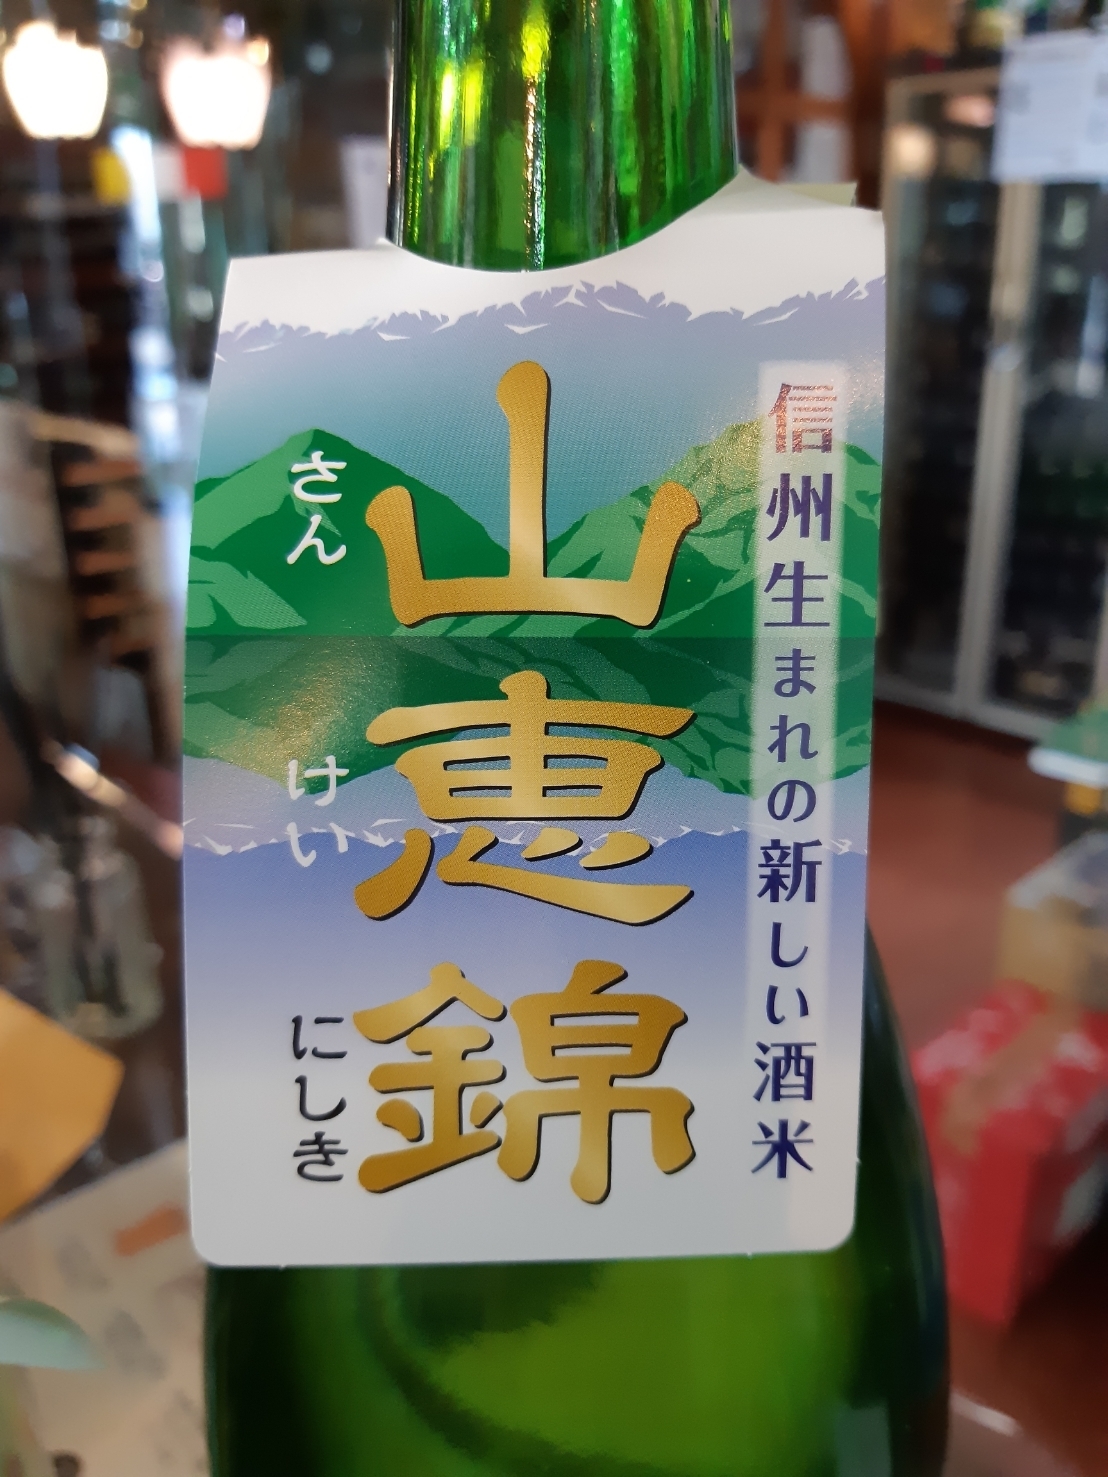 信州生まれの新しい酒米
山恵錦
さんけいにしき